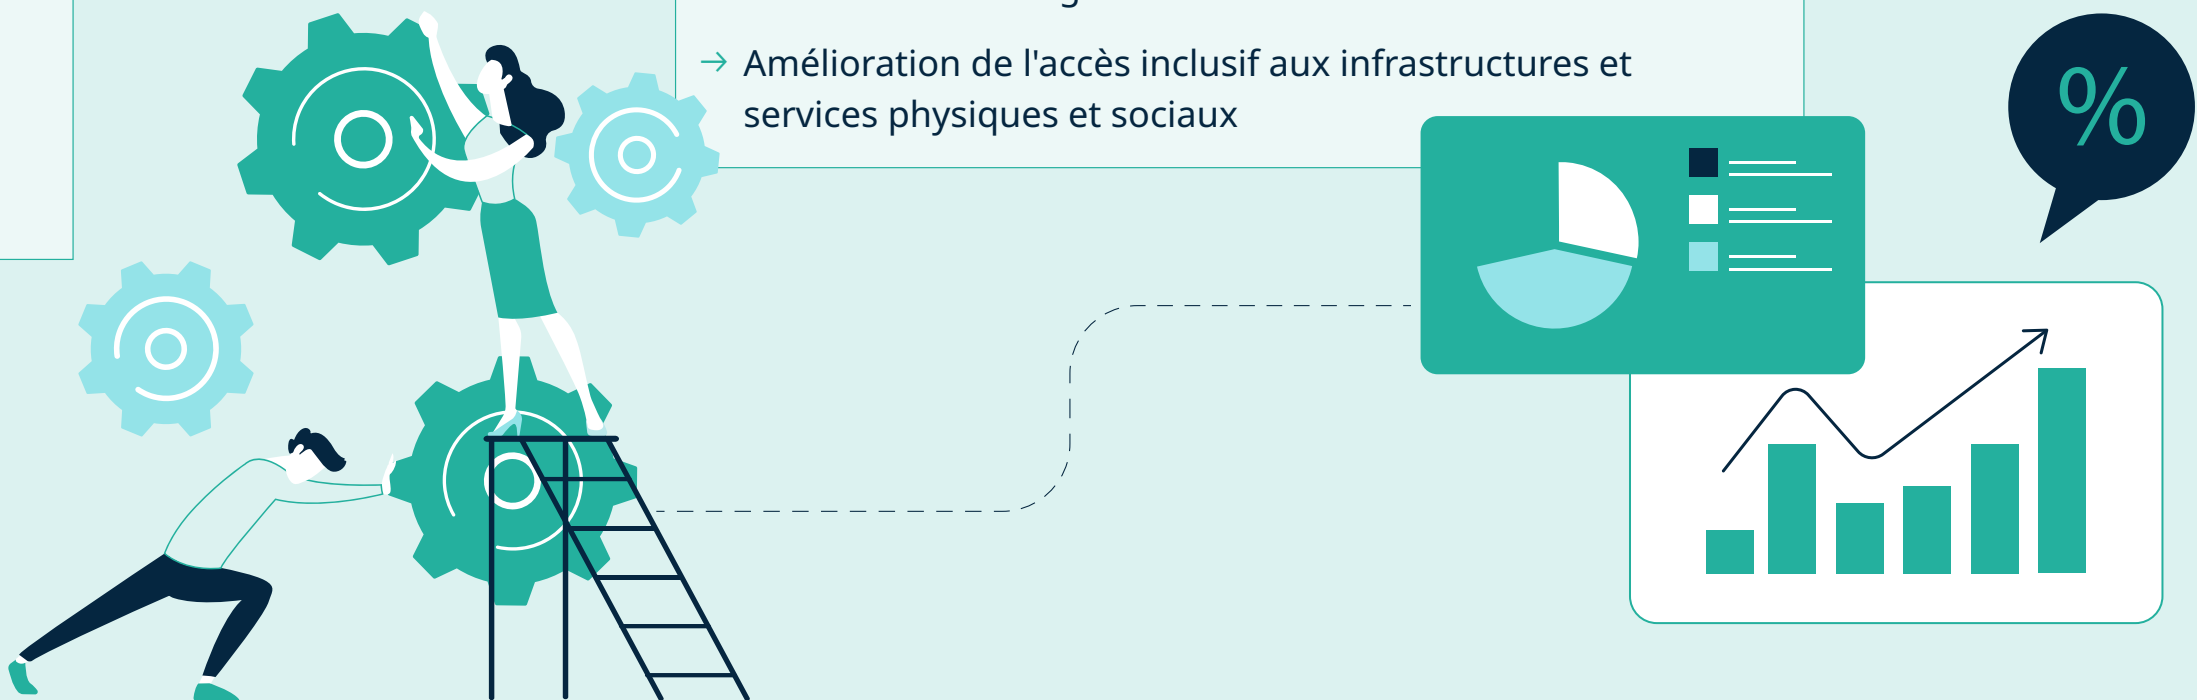 Amélioration de l'accès inclusif aux infrastructures et
services physiques et sociaux
%